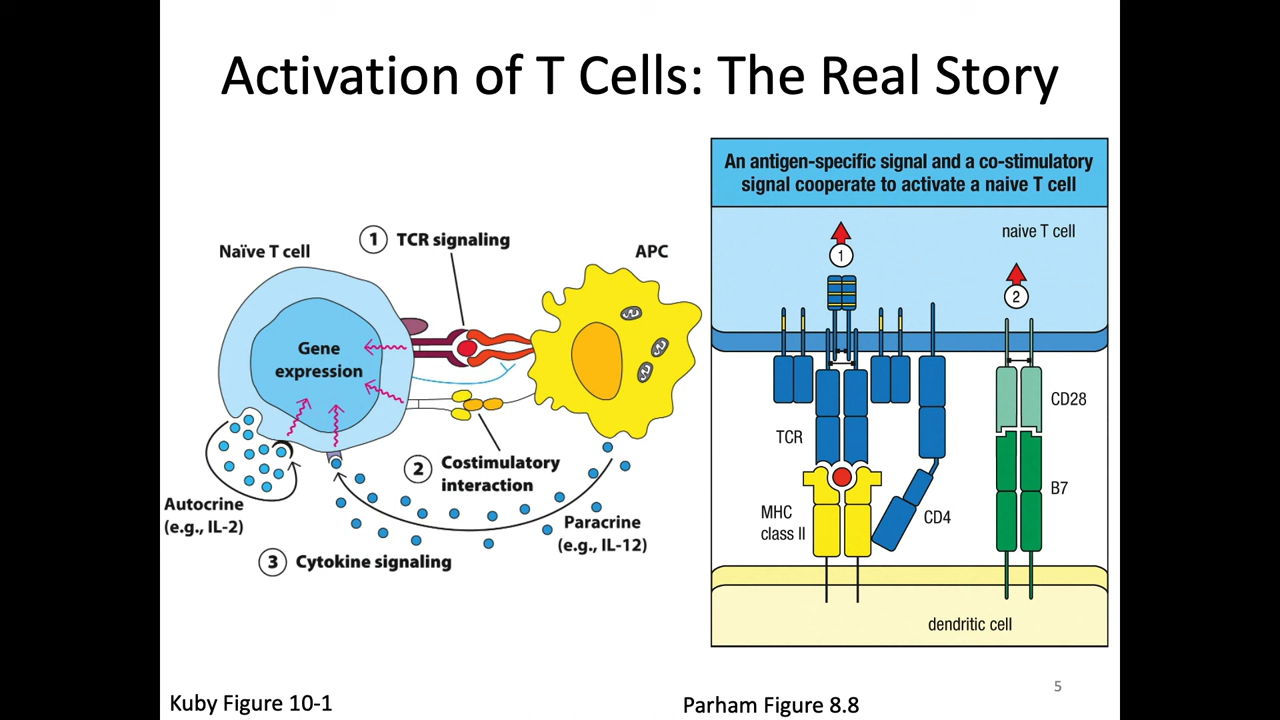 Activation of T Cells: The Real Story
Naïve T cell
1 TCR signaling
APC
Gene
expression
2 Costimulatory
interaction
Autocrine
(e.g., IL-2)
Paracrine
(e.g., IL-12)
3 Cytokine signaling
Kuby Figure 10-1
An antigen-specific signal and a co-stimulatory
signal cooperate to activate a naive T cell
naive T cell
1
2
CD28
TCR
B7
MHC
class II
CD4
dendritic cell
Parham Figure 8.8
5